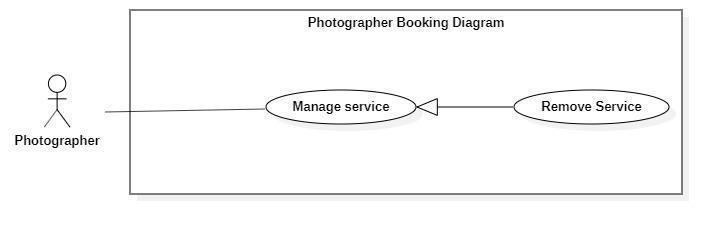 Photographer Booking Diagram
Manage service
Remove Service
Photographer